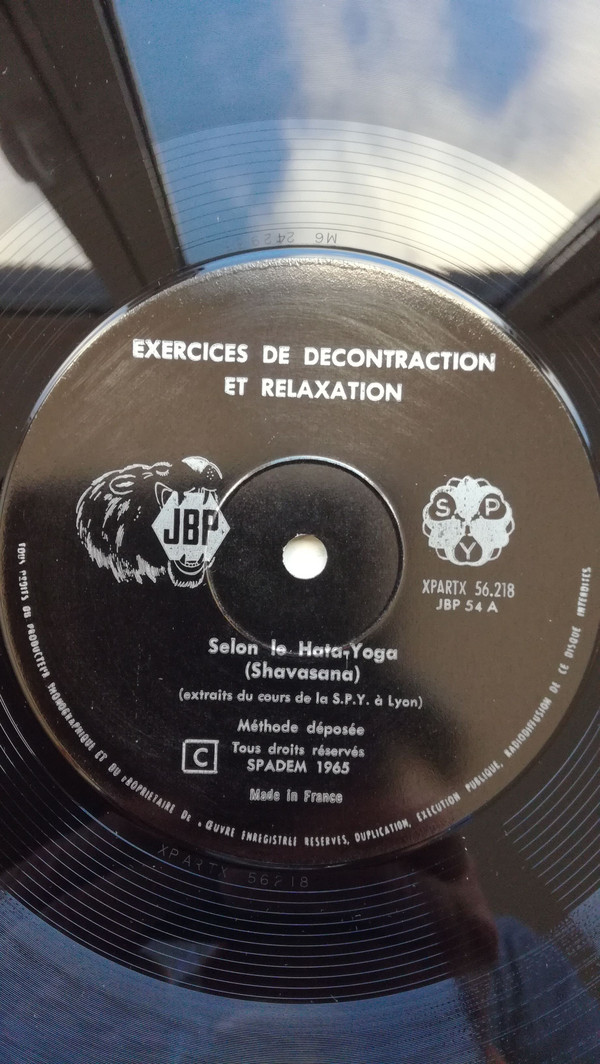 M6 242
EXERCICES DE DECONTRACTION
ET RELAXATION
JBP
S P
Y
XPARTX 56.218
JBP 54 A
Selon le Hata-Yoga
(Shavasana)
(extraits du cours de la S.P.Y. à Lyon)
Méthode déposée
C
Tous droits réservés
SPADEM 1965
Made in France
TOUS DROITS DU PRODUCTEUR PHONOGRAPHIQUE ET DU PROPRIETAIRE DE L'ŒUVRE ENREGISTREE RESERVES, DUPLICATION, EXECUTION PUBLIQUE, RADIODIFFUSION DE CE DISQUE INTERDITES
XPARTX 56218